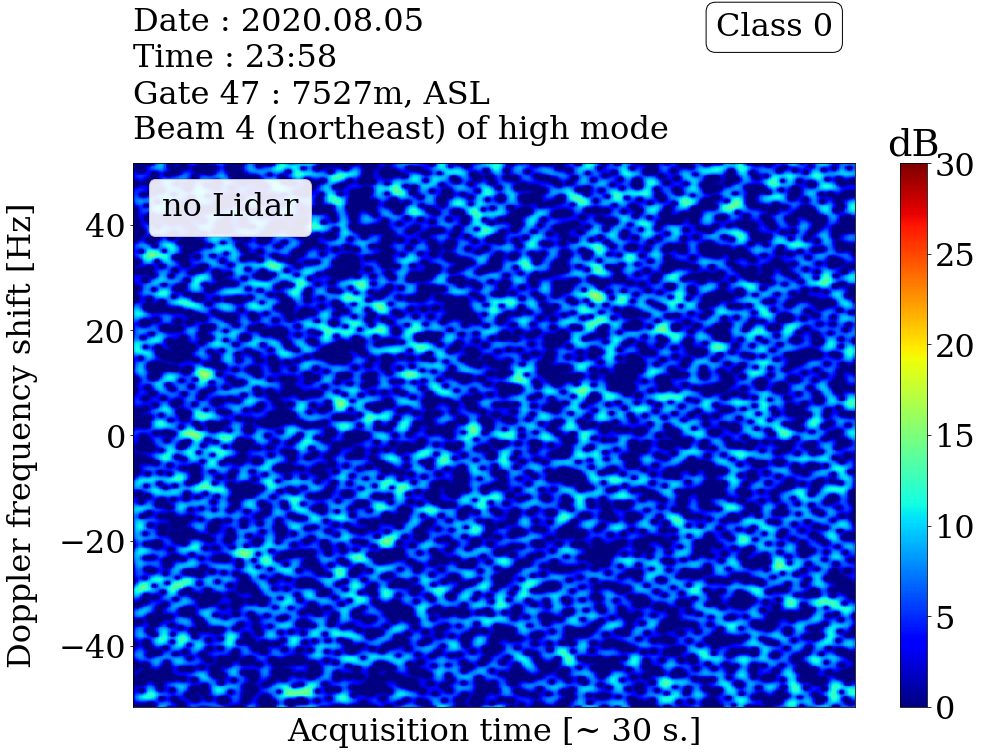 Date : 2020.08.05
Time : 23:58
Gate 47 : 7527m, ASL
Beam 4 (northeast) of high mode
Class 0
dB
no Lidar
Doppler frequency shift [Hz]
40
20
0
−20
−40
30
25
20
15
10
5
0
Acquisition time [~ 30 s.]